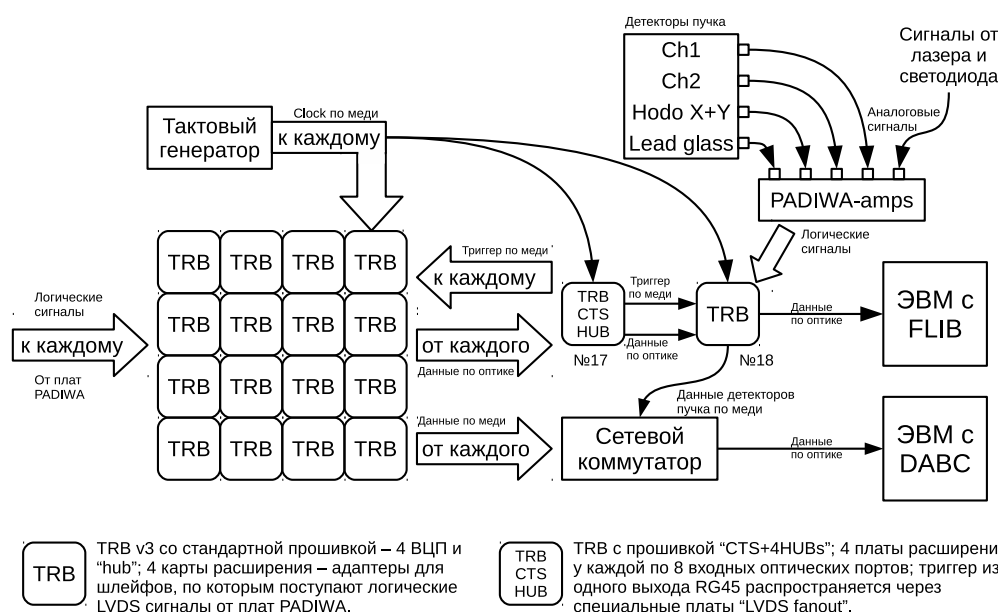 Детекторы пучка
Ch1
Ch2
Hodo X+Y
Lead glass
Сигналы от
лазера и
светодиода
Аналоговые
сигналы
Clock по меди
Тактовый
генератор
к каждому
PADIWA-amps
Логические
сигналы
TRB TRB TRB TRB
TRB TRB TRB TRB
TRB TRB TRB TRB
TRB TRB TRB TRB
Триггер по меди
к каждому
Логические
сигналы
к каждому
От плат
PADIWA
от каждого
Данные по оптике
Данные по меди
от каждого
TRB
CTS
HUB
№17
Триггер
по меди
Данные
по оптике
TRB
№18
Данные
по оптике
ЭВМ с
FLIB
Данные детекторов
пучка по меди
Сетевой
коммутатор
Данные
по оптике
ЭВМ с
DABC
TRB
TRB v3 со стандартной прошивкой – 4 ВЦП и
“hub”; 4 карты расширения – адаптеры для
шлейфов, по которым поступают логические
LVDS сигналы от плат PADIWA.
TRB
CTS
HUB
TRB с прошивкой “CTS+4HUBs”; 4 платы расширени
у каждой по 8 входных оптических портов; триггер из
одного выхода RG45 распространяется через
специальные платы “LVDS fanout”.